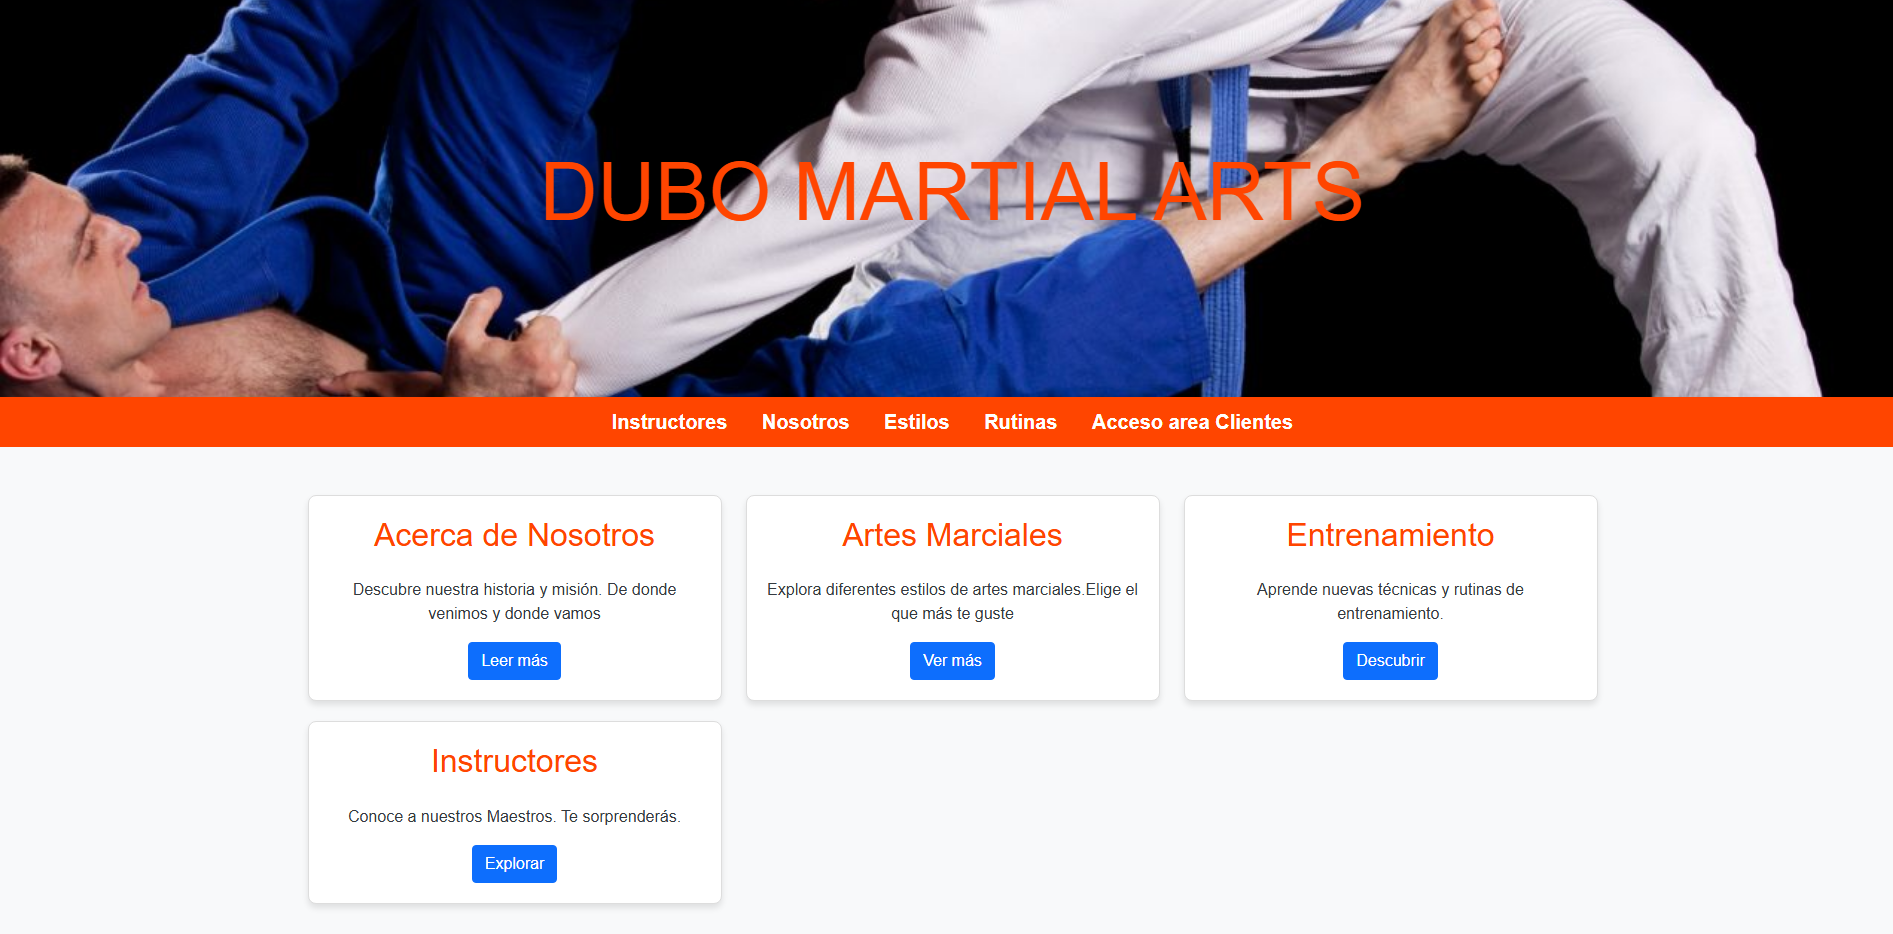 DUBO MARTIAL ARTS
Instructores Nosotros Estilos Rutinas Acceso area Clientes
Acerca de Nosotros
Descubre nuestra historia y misión. De donde
venimos y donde vamos
Leer más
Artes Marciales
Explora diferentes estilos de artes marciales.Elige el
que más te guste
Ver más
Entrenamiento
Aprende nuevas técnicas y rutinas de
entrenamiento.
Descubrir
Instructores
Conoce a nuestros Maestros. Te sorprenderás.
Explorar